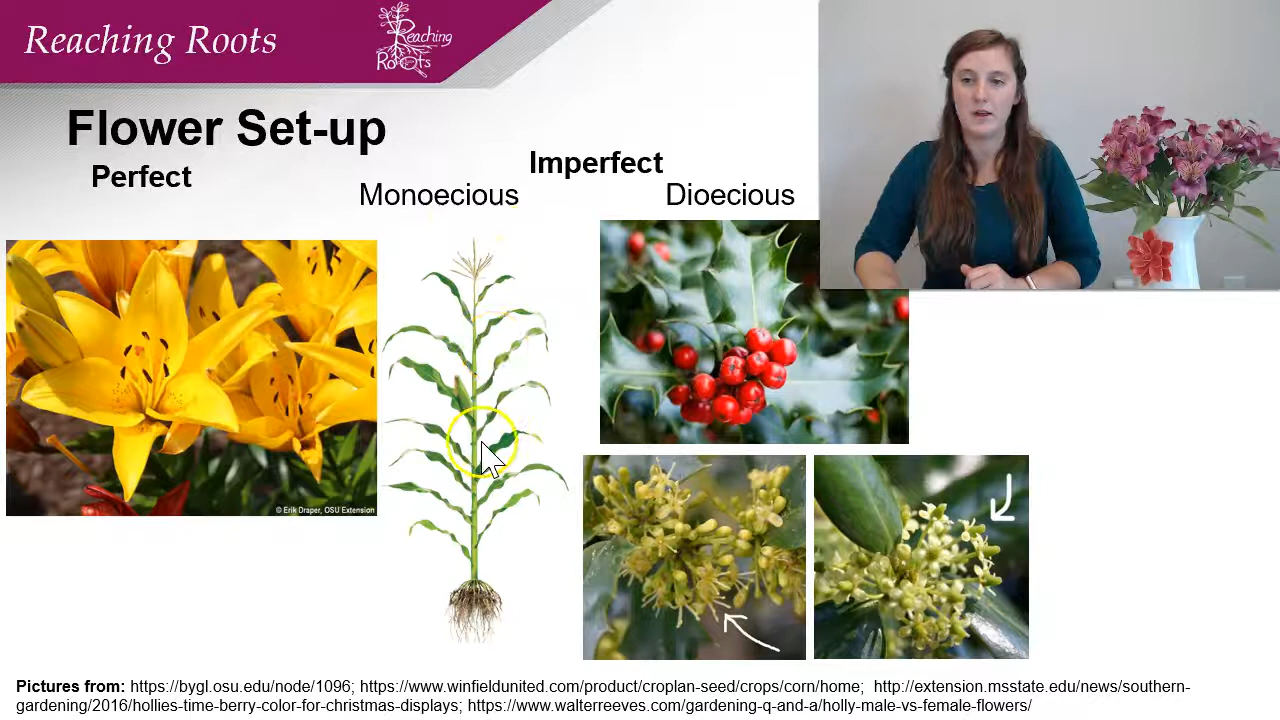 Reaching Roots
Reaching
Roots
Flower Set-up
Perfect
Imperfect
Monoecious
Dioecious
© Erik Draper, OSU Extension
Pictures from: https://bygl.osu.edu/node/1096; https://www.winfieldunited.com/product/croplan-seed/crops/corn/home; http://extension.msstate.edu/news/southern-
gardening/2016/hollies-time-berry-color-for-christmas-displays; https://www.walterreeves.com/gardening-q-and-a/holly-male-vs-female-flowers/